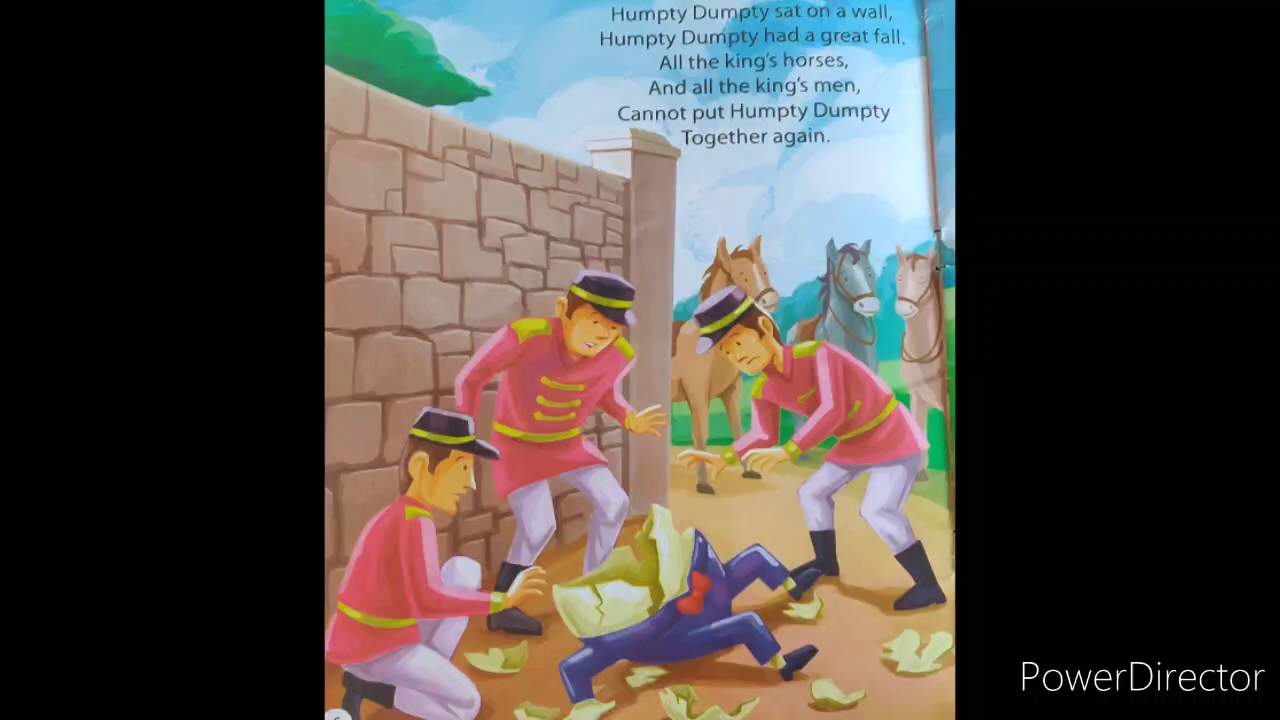 Humpty Dumpty sat on a wall,
Humpty Dumpty had a great fall.
All the king's horses,
And all the king's men,
Cannot put Humpty Dumpty
Together again.
PowerDirector